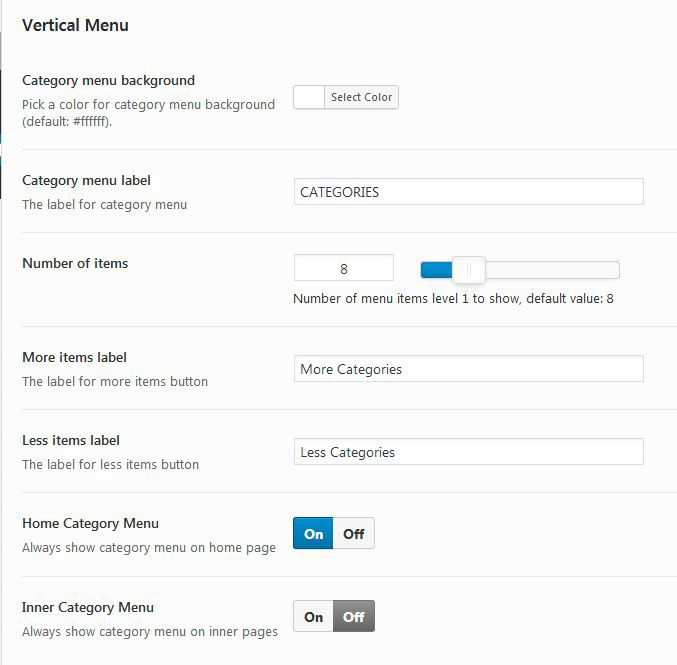 Vertical Menu
Category menu background
Pick a color for category menu background
(default: #ffffff).
Select Color
Category menu label
The label for category menu
CATEGORIES
Number of items
8
Number of menu items level 1 to show, default value: 8
More items label
The label for more items button
More Categories
Less items label
The label for less items button
Less Categories
Home Category Menu
Always show category menu on home page
On Off
Inner Category Menu
Always show category menu on inner pages
On Off